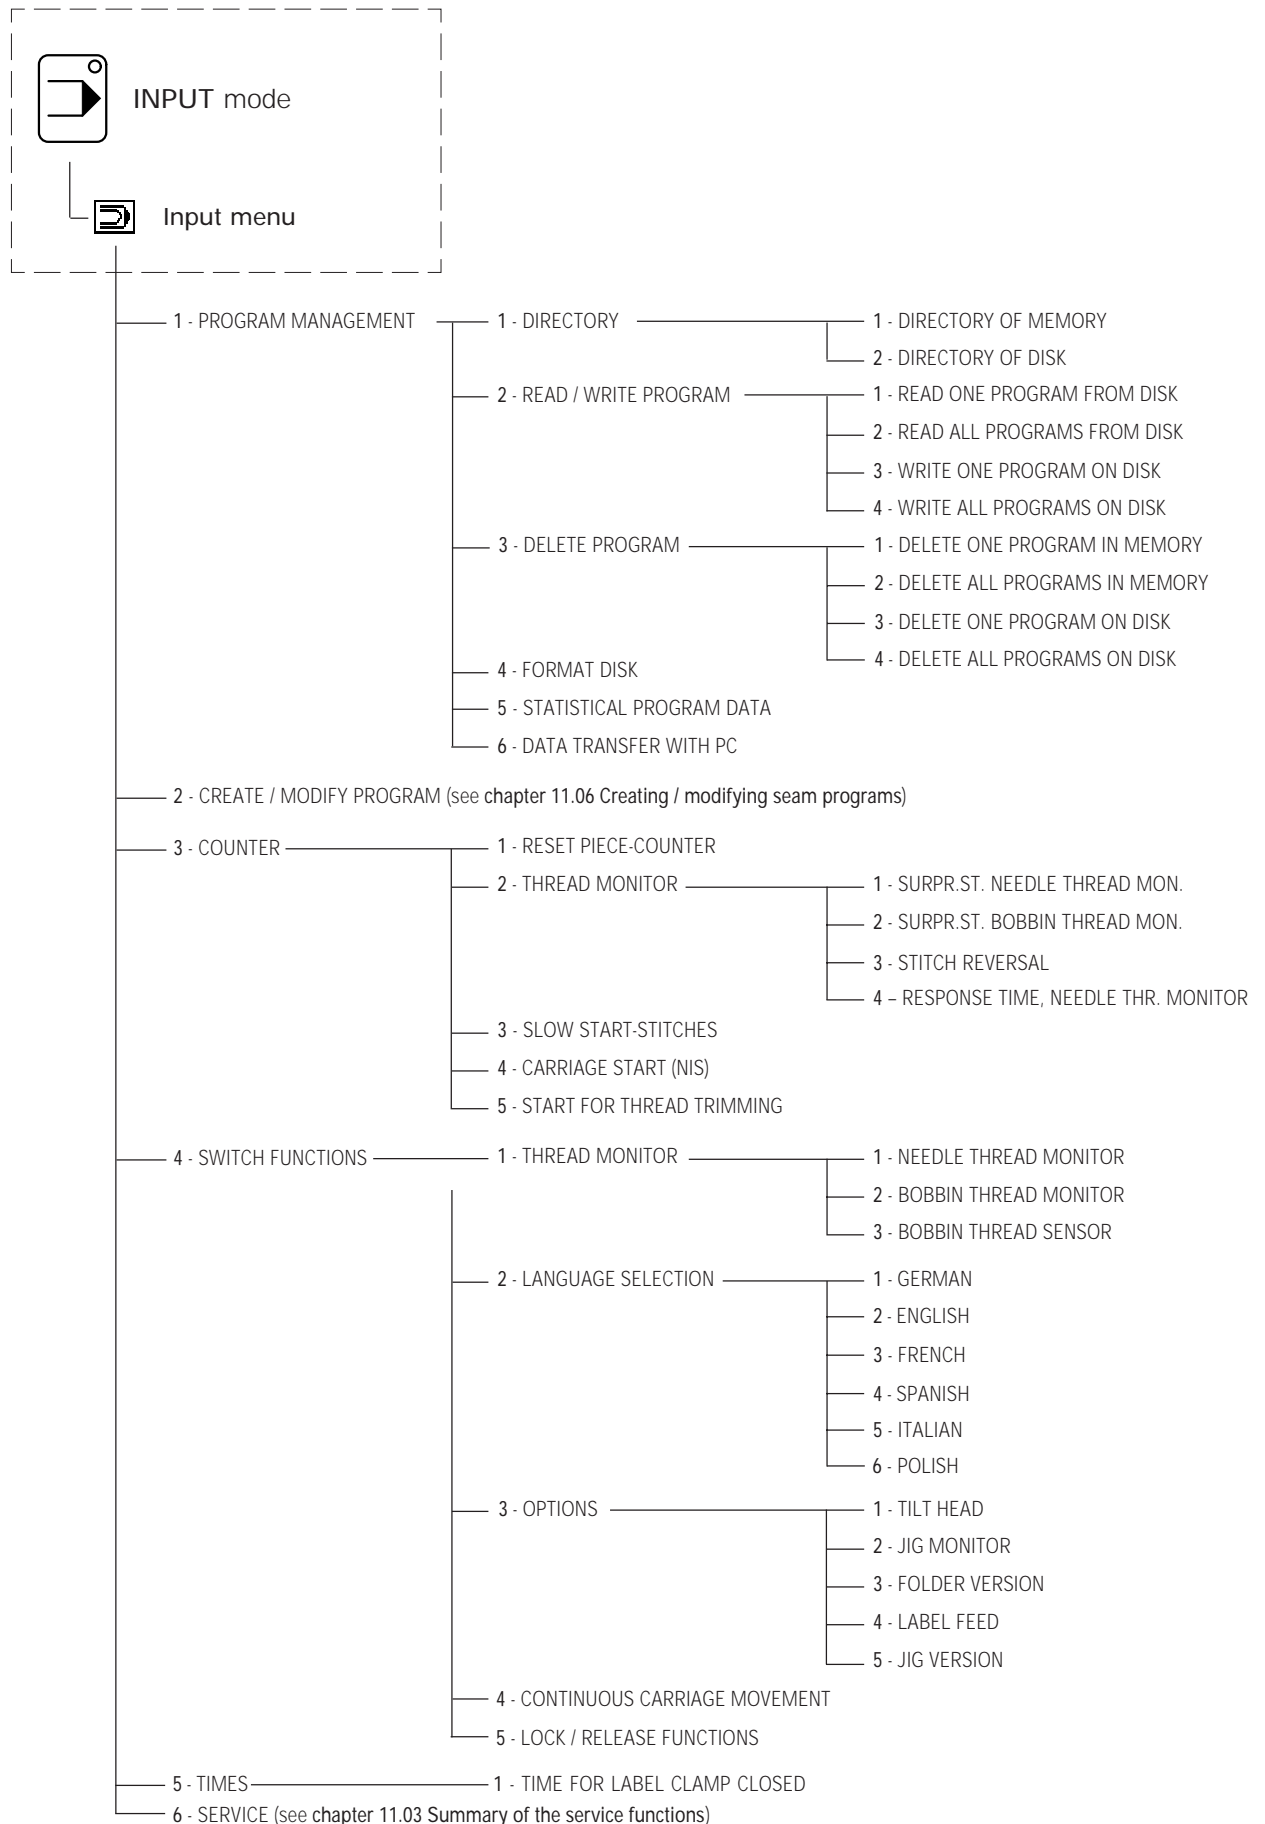 INPUT mode
Input menu
1 - PROGRAM MANAGEMENT
1 - DIRECTORY
1 - DIRECTORY OF MEMORY
2 - DIRECTORY OF DISK
2 - READ / WRITE PROGRAM
1 - READ ONE PROGRAM FROM DISK
2 - READ ALL PROGRAMS FROM DISK
3 - WRITE ONE PROGRAM ON DISK
4 - WRITE ALL PROGRAMS ON DISK
3 - DELETE PROGRAM
1 - DELETE ONE PROGRAM IN MEMORY
2 - DELETE ALL PROGRAMS IN MEMORY
3 - DELETE ONE PROGRAM ON DISK
4 - DELETE ALL PROGRAMS ON DISK
4 - FORMAT DISK
5 - STATISTICAL PROGRAM DATA
6 - DATA TRANSFER WITH PC
2 - CREATE / MODIFY PROGRAM (see chapter 11.06 Creating / modifying seam programs)
3 - COUNTER
1 - RESET PIECE-COUNTER
2 - THREAD MONITOR
1 - SURPR.ST. NEEDLE THREAD MON.
2 - SURPR.ST. BOBBIN THREAD MON.
3 - STITCH REVERSAL
4 – RESPONSE TIME, NEEDLE THR. MONITOR
3 - SLOW START-STITCHES
4 - CARRIAGE START (NIS)
5 - START FOR THREAD TRIMMING
4 - SWITCH FUNCTIONS
1 - THREAD MONITOR
1 - NEEDLE THREAD MONITOR
2 - BOBBIN THREAD MONITOR
3 - BOBBIN THREAD SENSOR
2 - LANGUAGE SELECTION
1 - GERMAN
2 - ENGLISH
3 - FRENCH
4 - SPANISH
5 - ITALIAN
6 - POLISH
3 - OPTIONS
1 - TILT HEAD
2 - JIG MONITOR
3 - FOLDER VERSION
4 - LABEL FEED
5 - JIG VERSION
4 - CONTINUOUS CARRIAGE MOVEMENT
5 - LOCK / RELEASE FUNCTIONS
5 - TIMES
1 - TIME FOR LABEL CLAMP CLOSED
6 - SERVICE (see chapter 11.03 Summary of the service functions)